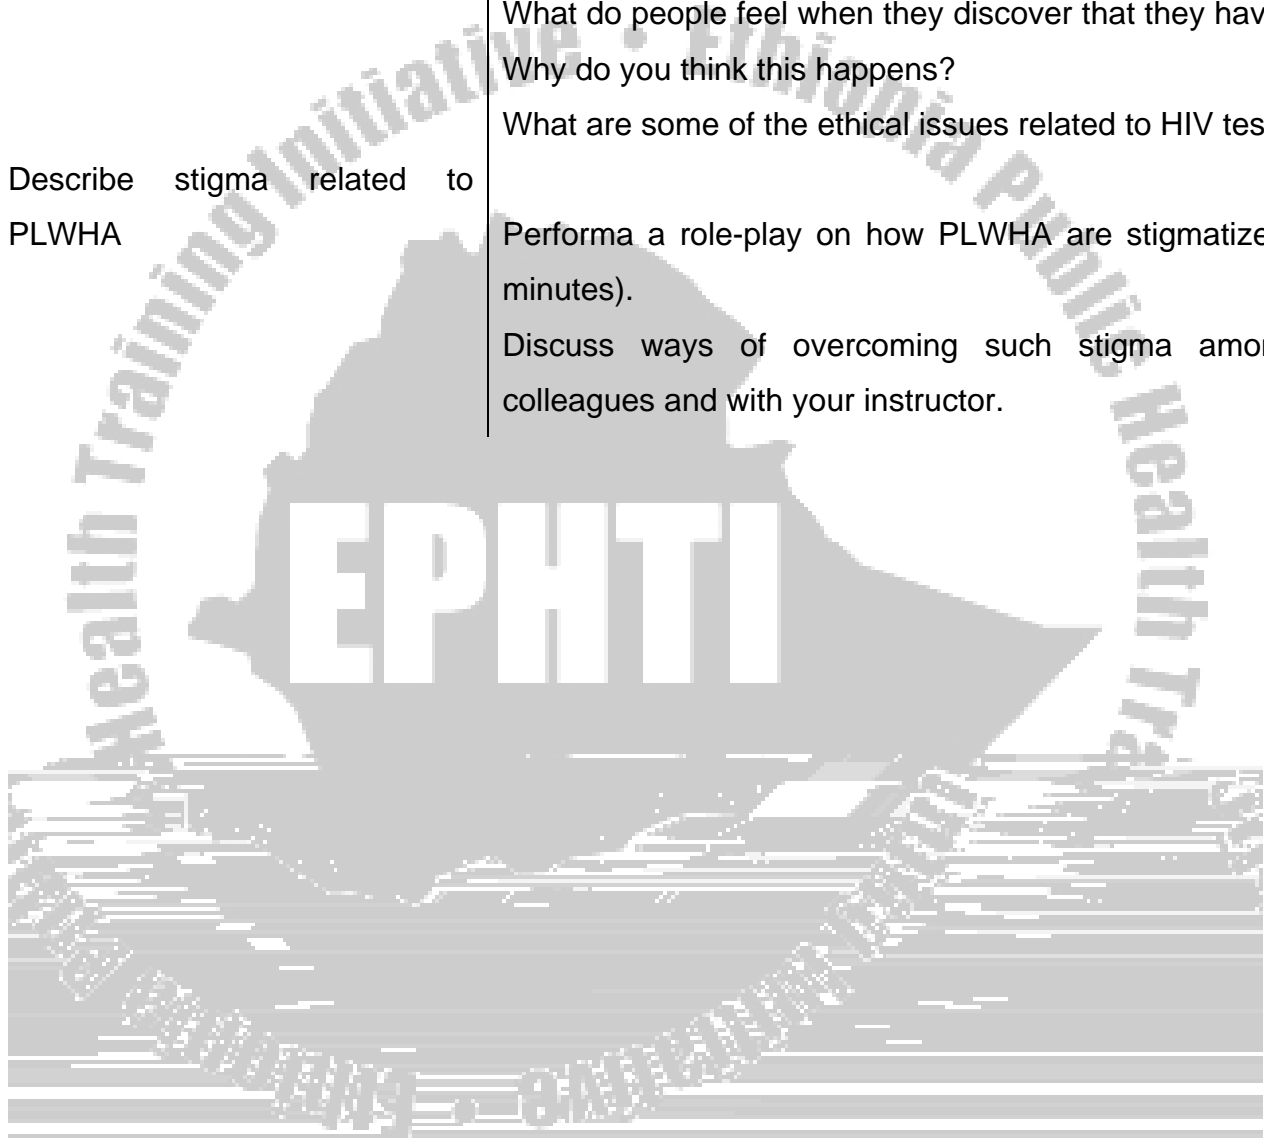 What do people feel when they discover that they hav
Why do you think this happens?
What are some of the ethical issues related to HIV tes
Describe stigma related to
PLWHA
Performa a role-play on how PLWHA are stigmatize
minutes).
Discuss ways of overcoming such stigma amon
colleagues and with your instructor.
Health Training Initiative • Ethiopia Public Health Tra
EPHTI
Initiative • Ethiopia